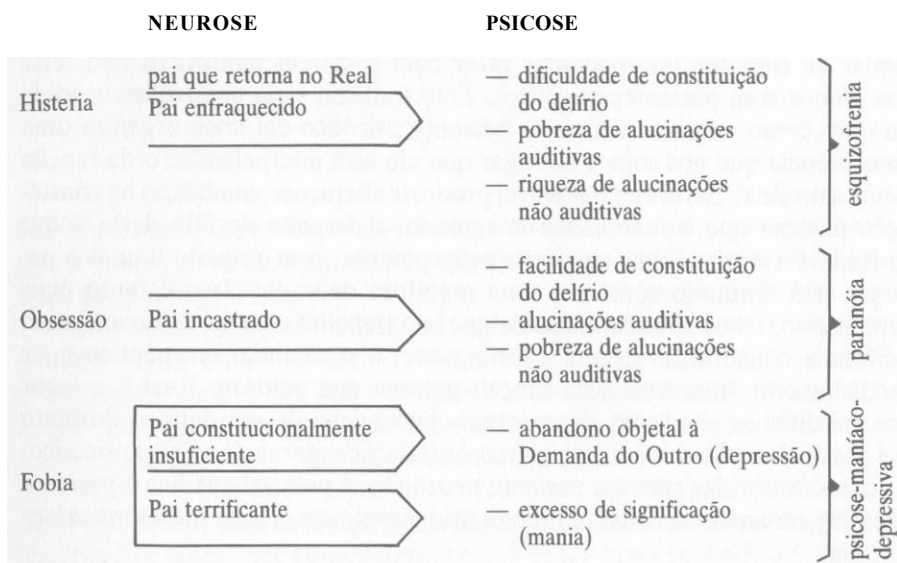 NEUROSE PSICOSE
Histeria
pai que retorna no Real
Pai enfraquecido
— dificuldade de constituição
do delírio
— pobreza de alucinações
auditivas
— riqueza de alucinações
não auditivas
esquizofrenia
Obsessão
Pai incastrado
— facilidade de constituição
do delírio
— alucinações auditivas
— pobreza de alucinações
não auditivas
paranóia
Fobia
Pai constitucionalmente
insuficiente
Pai terrificante
— abandono objetal à
Demanda do Outro (depressão)
— excesso de significação
(mania)
psicose-maníaco-
depressiva